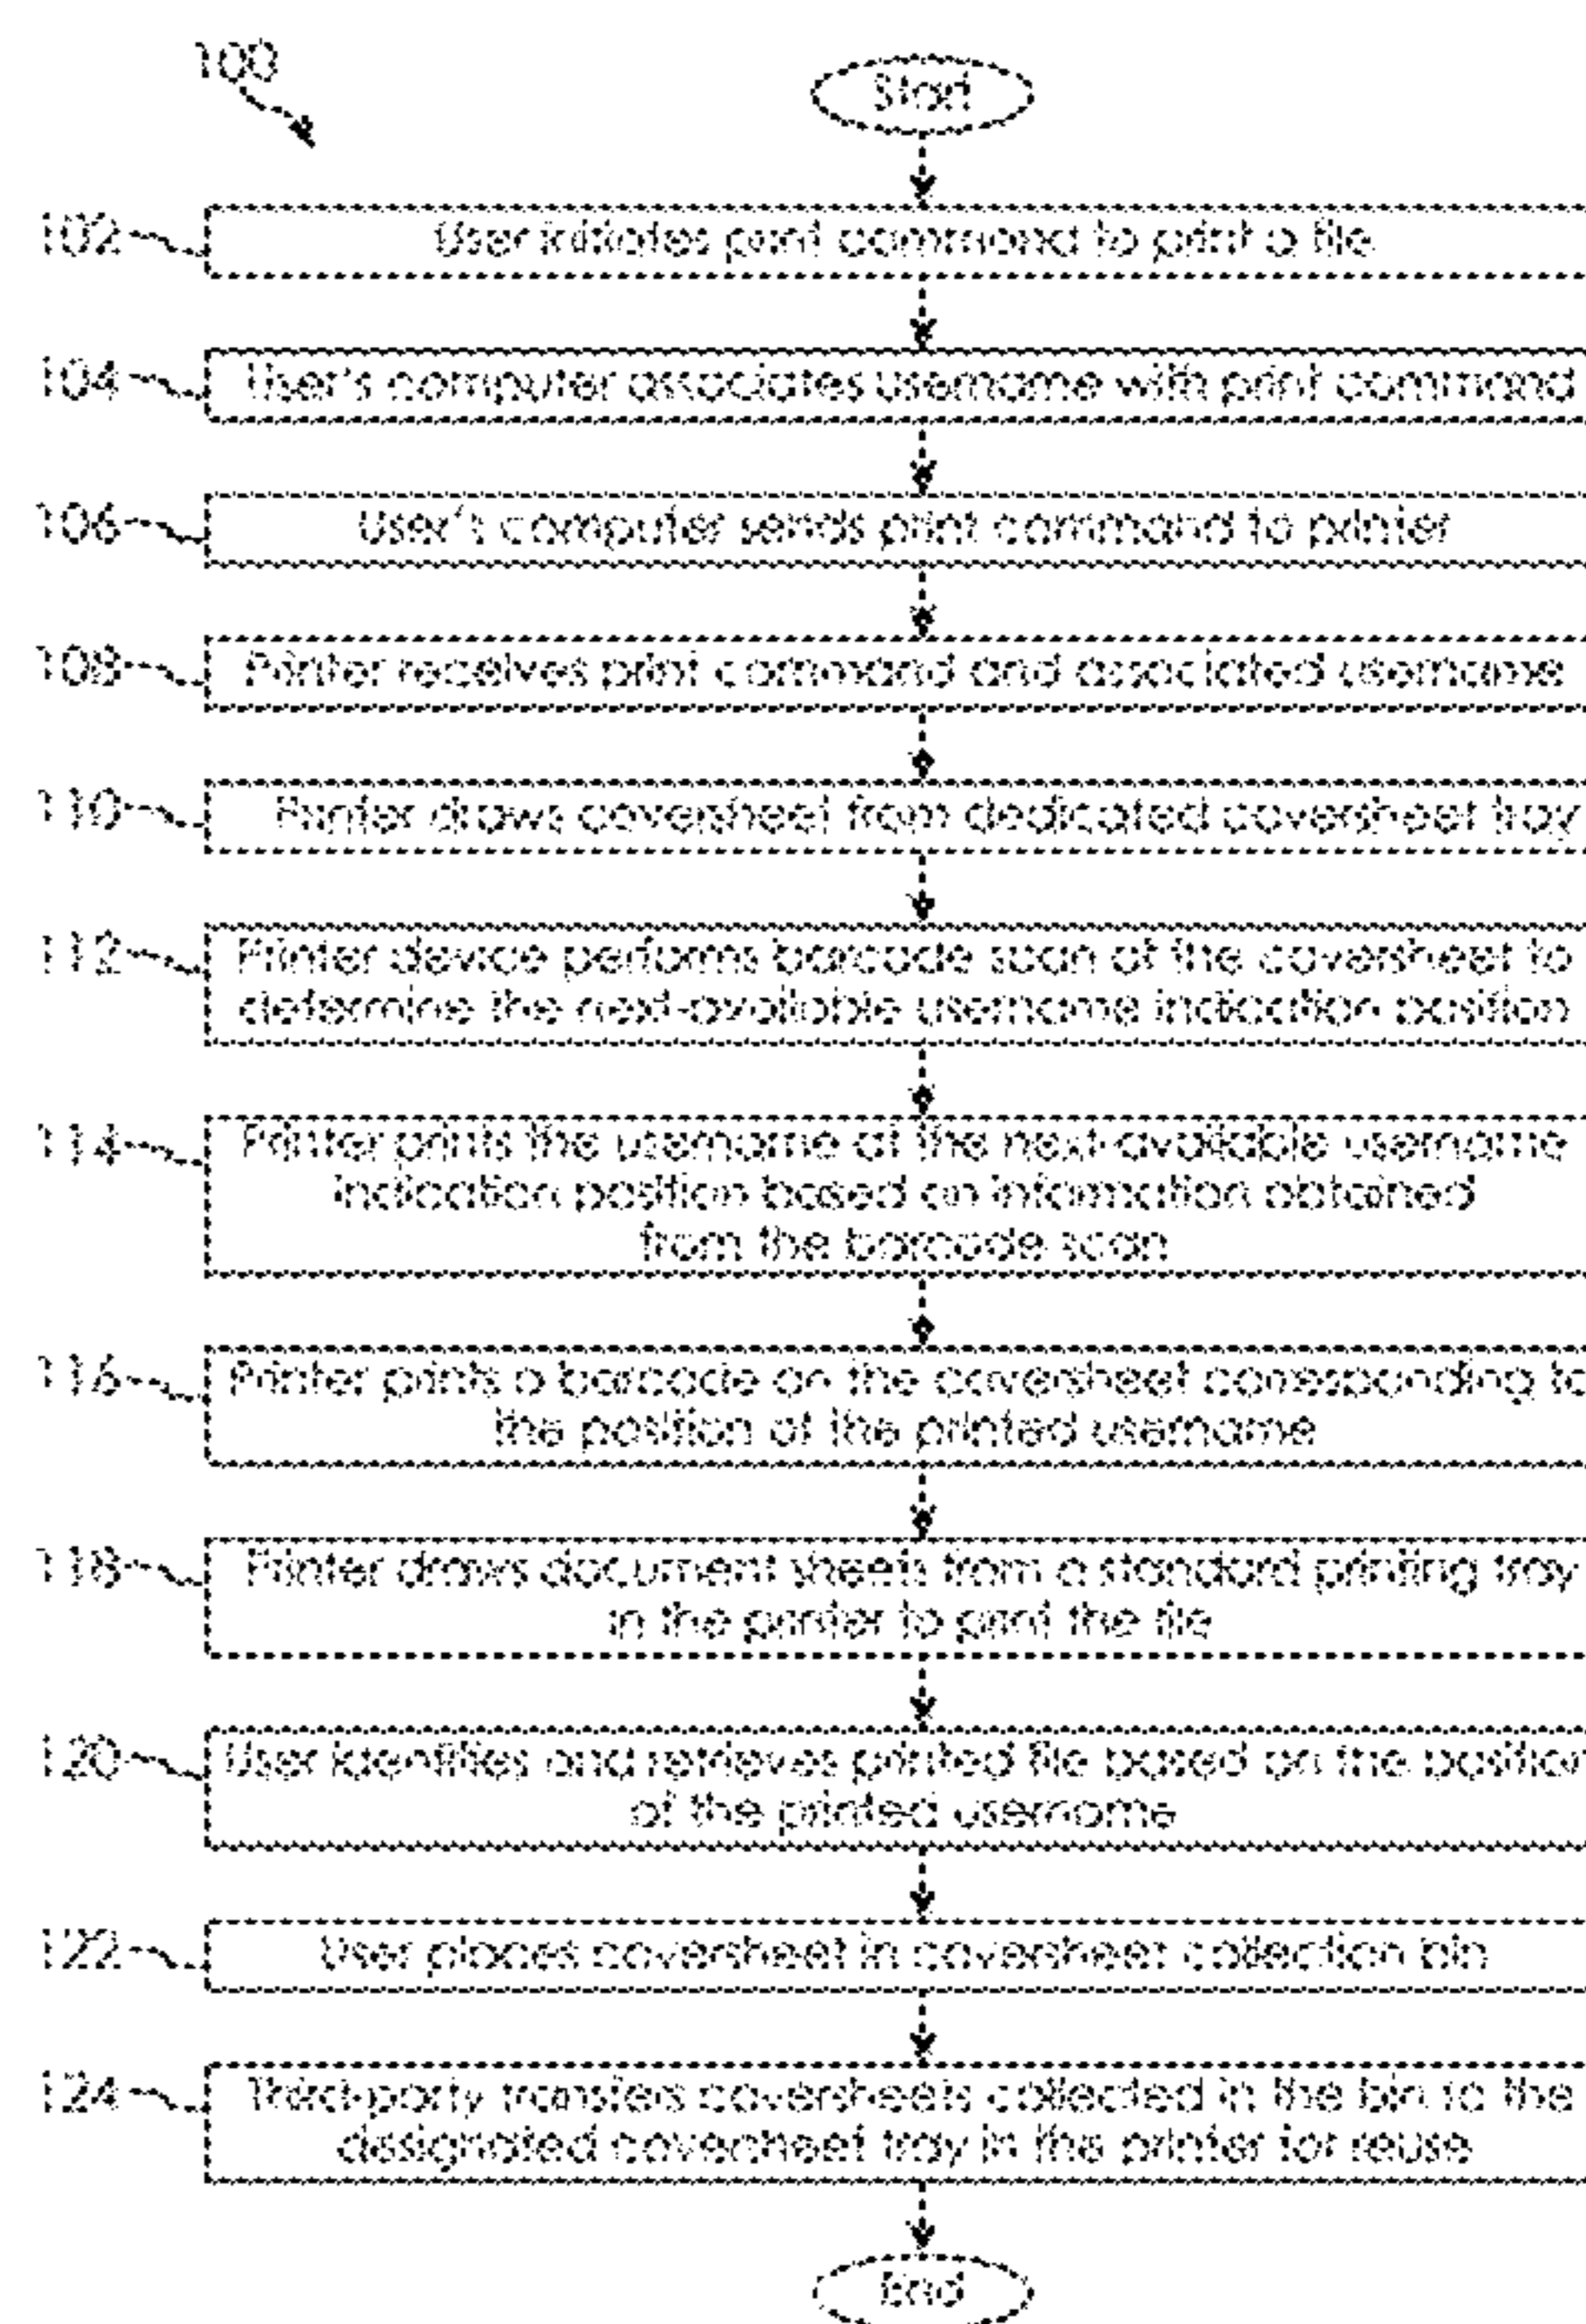 100
Start
102 User initiates print command to print a file
104 User's computer associates username with print command
106 User's computer sends print command to printer
108 Printer receives print command and associated username
110 Printer draws coversheet from dedicated coversheet tray
112 Printer device performs barcode scan of the coversheet to
determine the next-available username indication position
114 Printer prints the username at the next-available username
indication position based on information obtained
from the barcode scan
116 Printer prints a barcode on the coversheet corresponding to
the position of the printed username
118 Printer draws document sheets from a standard printing tray
in the printer to print the file
120 User identifies and retrieves printed file based on the position
of the printed username
122 User places coversheet in coversheet collection bin
124 Third-party transfers coversheets collected in the bin to the
designated coversheet tray in the printer for reuse
End